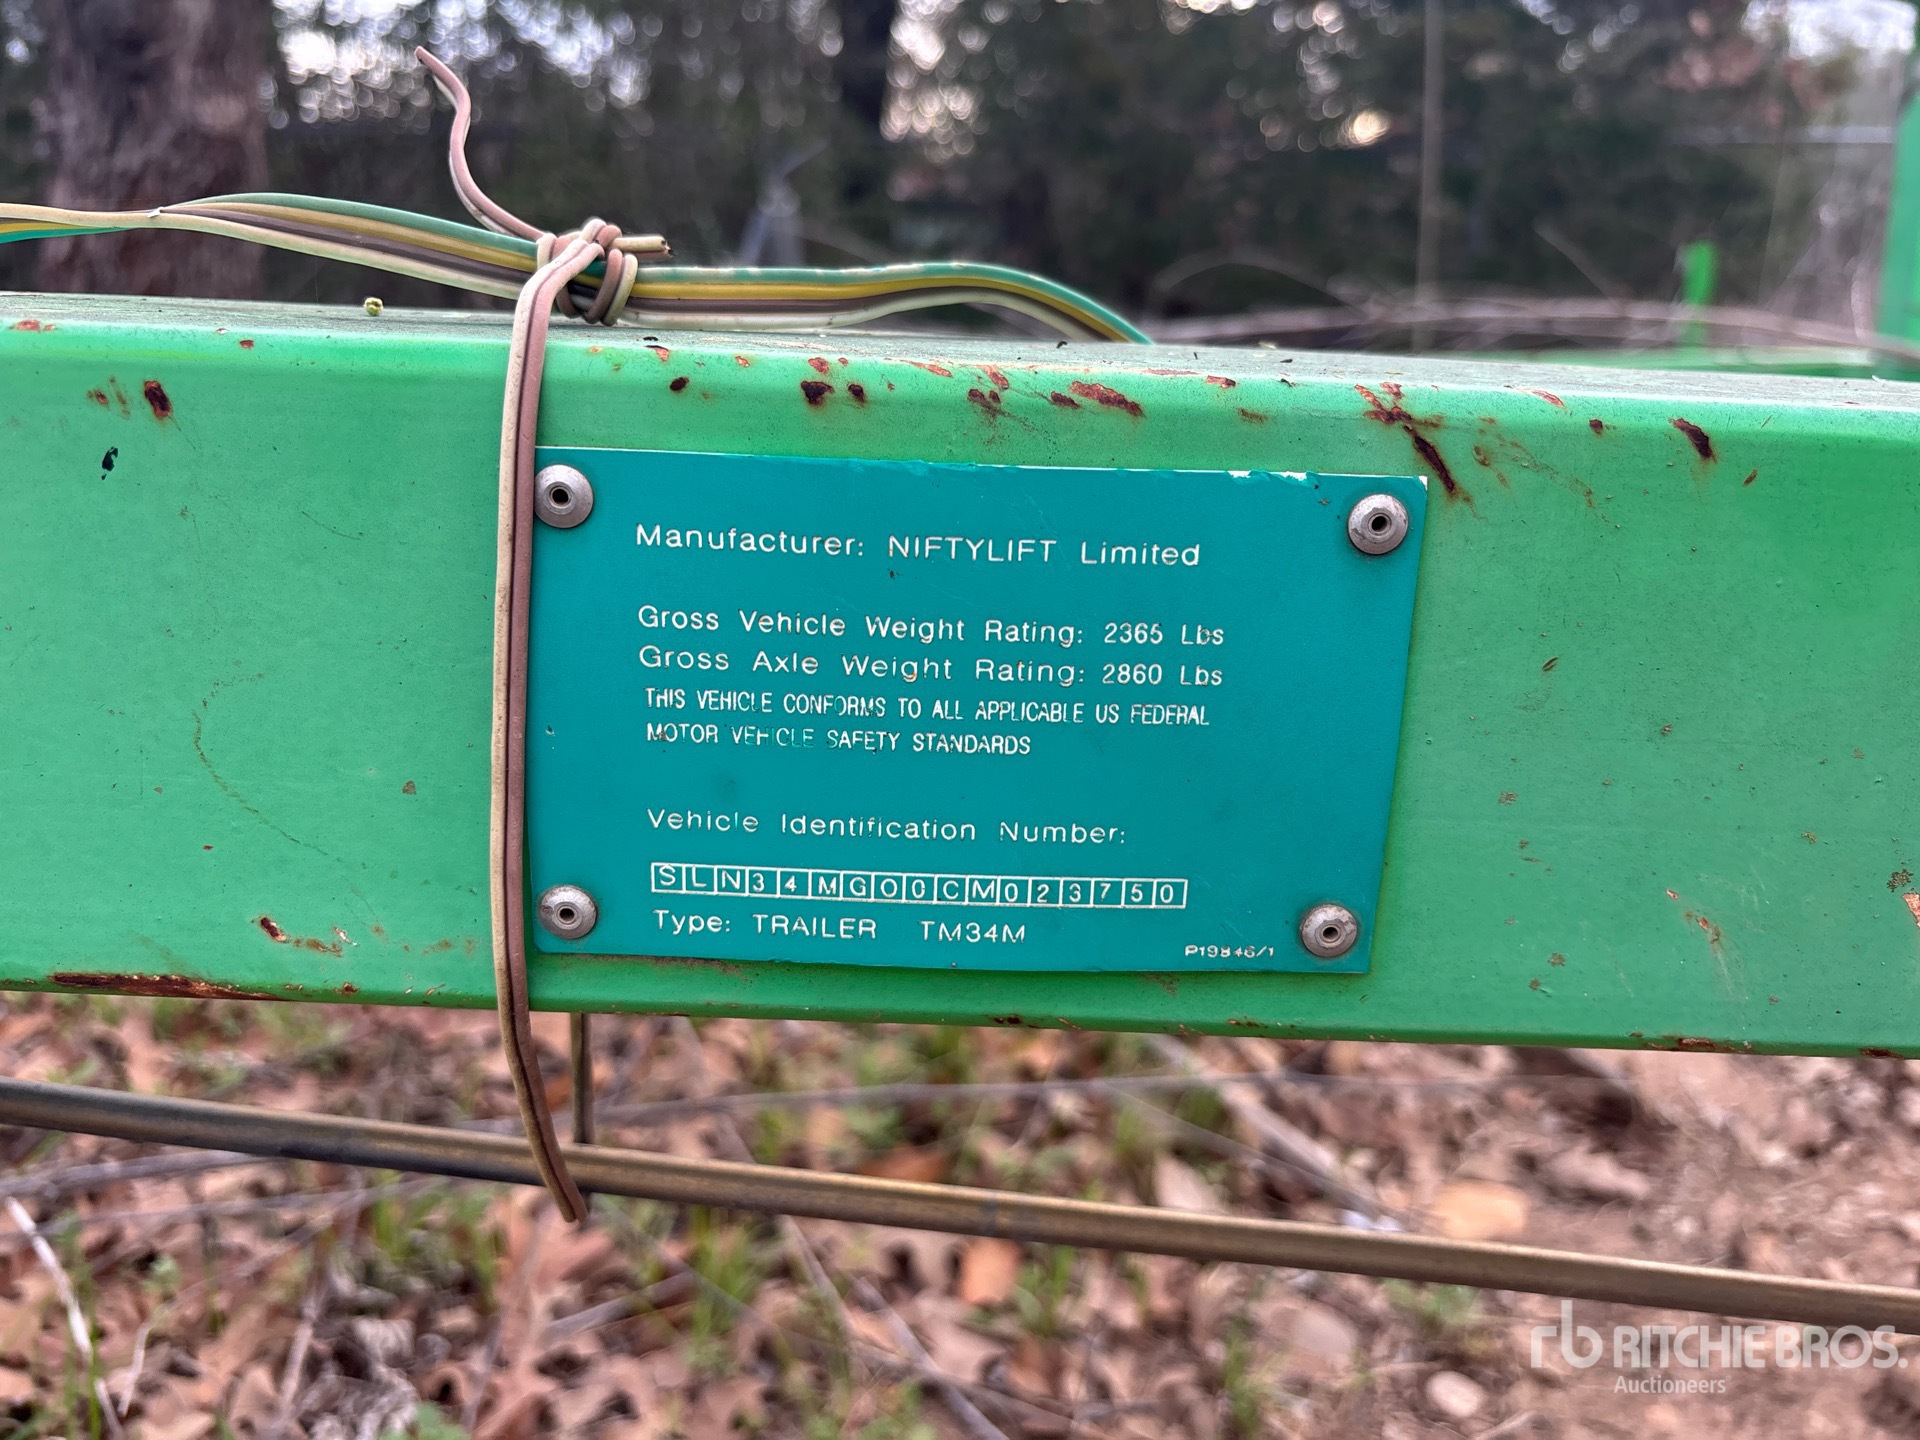 Manufacturer: NIFTYLIFT Limited
Gross Vehicle Weight Rating: 2365 Lbs
Gross Axle Weight Rating: 2860 Lbs
THIS VEHICLE CONFORMS TO ALL APPLICABLE US FEDERAL
MOTOR VEHICLE SAFETY STANDARDS
Vehicle Identification Number:
SLN34MG00CM023750
Type: TRAILER TM34M
P19846/1
rb RITCHIE BROS.
Auctioneers